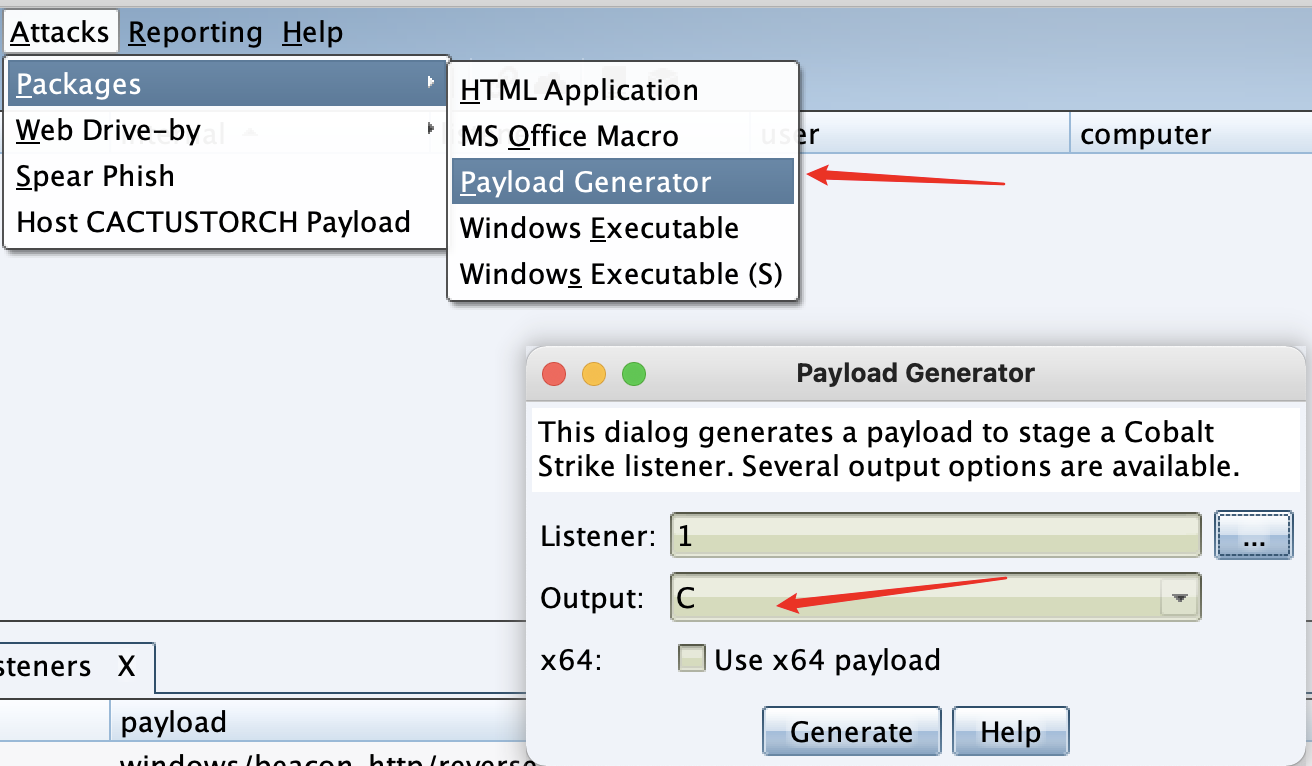 Attacks Reporting Help
Packages
HTML Application
Web Drive-by
MS Office Macro
user
computer
Spear Phish
Payload Generator
Host CACTUSTORCH Payload
Windows Executable
Windows Executable (S)
Payload Generator
This dialog generates a payload to stage a Cobalt
Strike listener. Several output options are available.
Listener: 1 ...
Output: C
x64: Use x64 payload
Generate Help
steners X
payload
windows/beacon_http/reverse